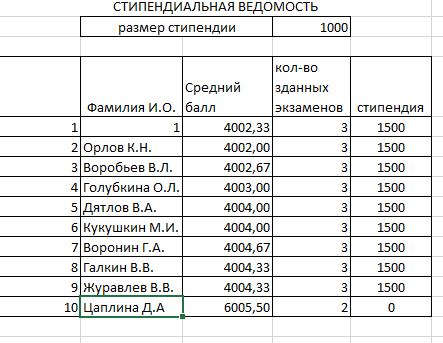 СТИПЕНДИАЛЬНАЯ ВЕДОМОСТЬ
размер стипендии 1000
Фамилия И.О. Средний балл кол-во зданных экзаменов стипендия
1 1 4002,33 3 1500
2 Орлов К.Н. 4002,00 3 1500
3 Воробьев В.Л. 4002,67 3 1500
4 Голубкина О.Л. 4003,00 3 1500
5 Дятлов В.А. 4004,00 3 1500
6 Кукушкин М.И. 4004,00 3 1500
7 Воронин Г.А. 4004,67 3 1500
8 Галкин В.В. 4004,33 3 1500
9 Журавлев В.В. 4004,33 3 1500
10 Цаплина Д.А 6005,50 2 0